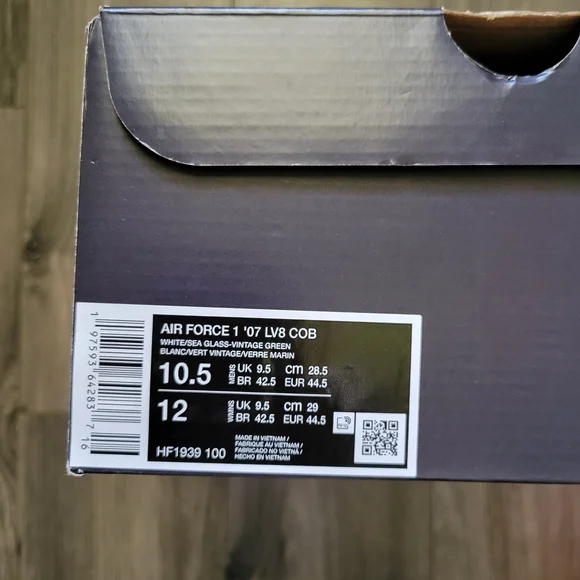 AIR FORCE 1 '07 LV8 COB
WHITE/SEA GLASS-VINTAGE GREEN
BLANC/VERT VINTAGE/VERRE MARIN
10.5 MENS UK 9.5 CM 28.5
BR 42.5 EUR 44.5
12 WMNS UK 9.5 CM 29
BR 42.5 EUR 44.5
MADE IN VIETNAM /
FABRIQUÉ AU VIETNAM /
FABRICADO NO VIETNÃ /
HECHO EN VIETNAM
HF1939 100
1 97593 64283 7 16